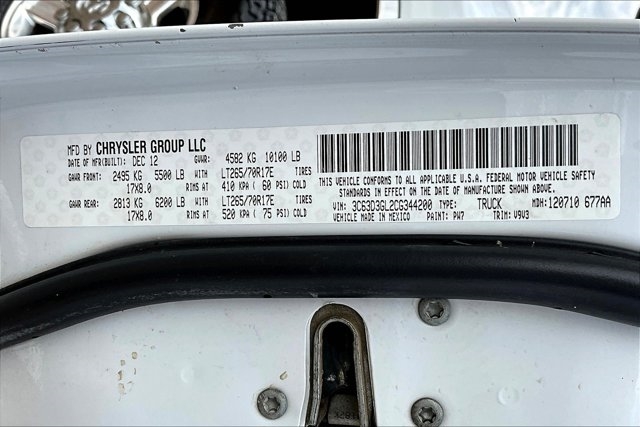 MFD BY CHRYSLER GROUP LLC
DATE OF MFR(BUILT): DEC 12 GVWR: 4582 KG 10100 LB
GAWR FRONT: 2495 KG 5500 LB WITH LT265/70R17E TIRES
17X8.0 RIMS AT 410 KPA ( 60 PSI) COLD
GAWR REAR: 2813 KG 6200 LB WITH LT265/70R17E TIRES
17X8.0 RIMS AT 520 KPA ( 75 PSI) COLD
THIS VEHICLE CONFORMS TO ALL APPLICABLE U.S.A. FEDERAL MOTOR VEHICLE SAFETY
STANDARDS IN EFFECT ON THE DATE OF MANUFACTURE SHOWN ABOVE
VIN: 3C63D3GL2CG344200 TYPE: TRUCK MDH: 120710 677AA
VEHICLE MADE IN MEXICO PAINT: PW7 TRIM: V9V3